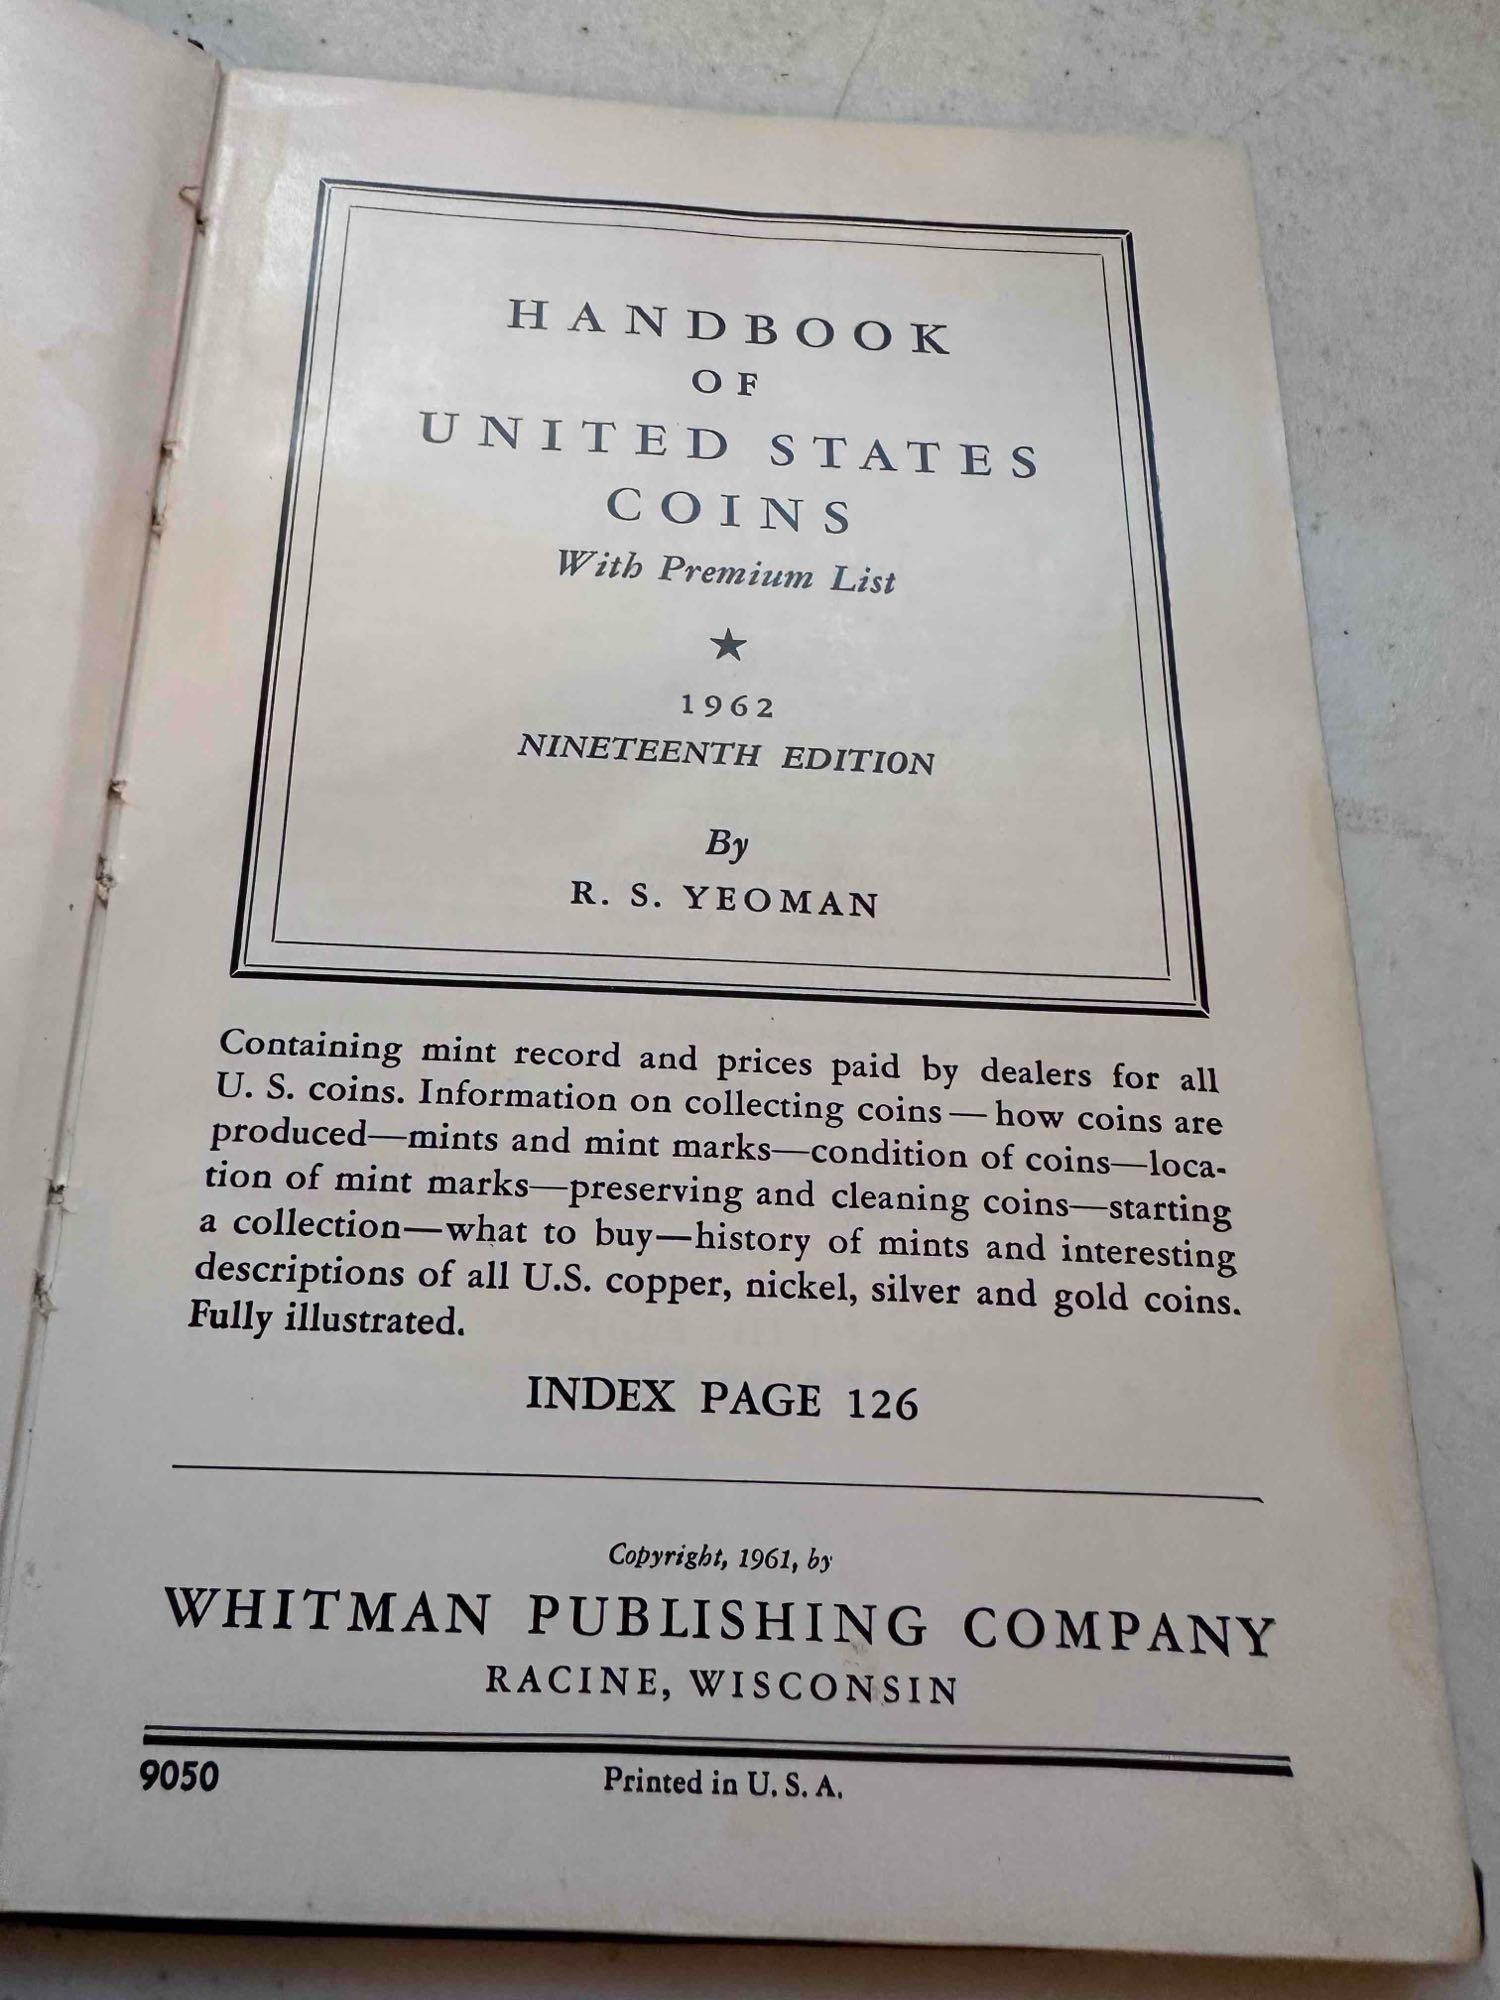 HANDBOOK
OF
UNITED STATES
COINS
With Premium List
★
1962
NINETEENTH EDITION
By
R. S. YEOMAN
Containing mint record and prices paid by dealers for all
U. S. coins. Information on collecting coins—how coins are
produced—mints and mint marks—condition of coins—loca-
tion of mint marks—preserving and cleaning coins—starting
a collection—what to buy—history of mints and interesting
descriptions of all U.S. copper, nickel, silver and gold coins.
Fully illustrated.
INDEX PAGE 126
Copyright, 1961, by
WHITMAN PUBLISHING COMPANY
RACINE, WISCONSIN
9050 Printed in U. S. A.